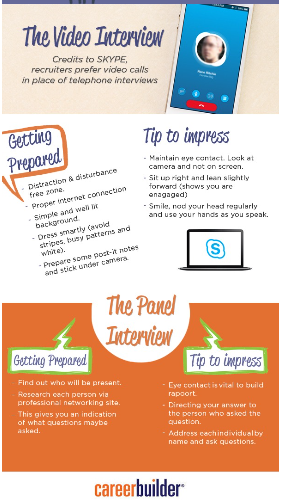 The Video Interview
Credits to SKYPE,
recruiters prefer video calls
in place of telephone interviews
Getting
Prepared
- Distraction & disturbance
free zone.
- Proper internet connection
- Simple and well lit
background.
- Dress smartly (avoid
stripes, busy patterns and
white).
- Prepare some post-it notes
and stick under camera.
Tip to impress
- Maintain eye contact. Look at
camera and not on screen.
- Sit up right and lean slightly
forward (shows you are
enagaged)
- Smile, nod your head regularly
and use your hands as you speak.
The Panel
Interview
Getting Prepared
- Find out who will be present.
- Research each person via
professional networking site.
- This gives you an indication
of what questions maybe
asked.
Tip to impress
- Eye contact is vital to build
rapoort.
- Directing your answer to
the person who asked the
question.
- Address each individual by
name and ask questions.
careerbuilder®